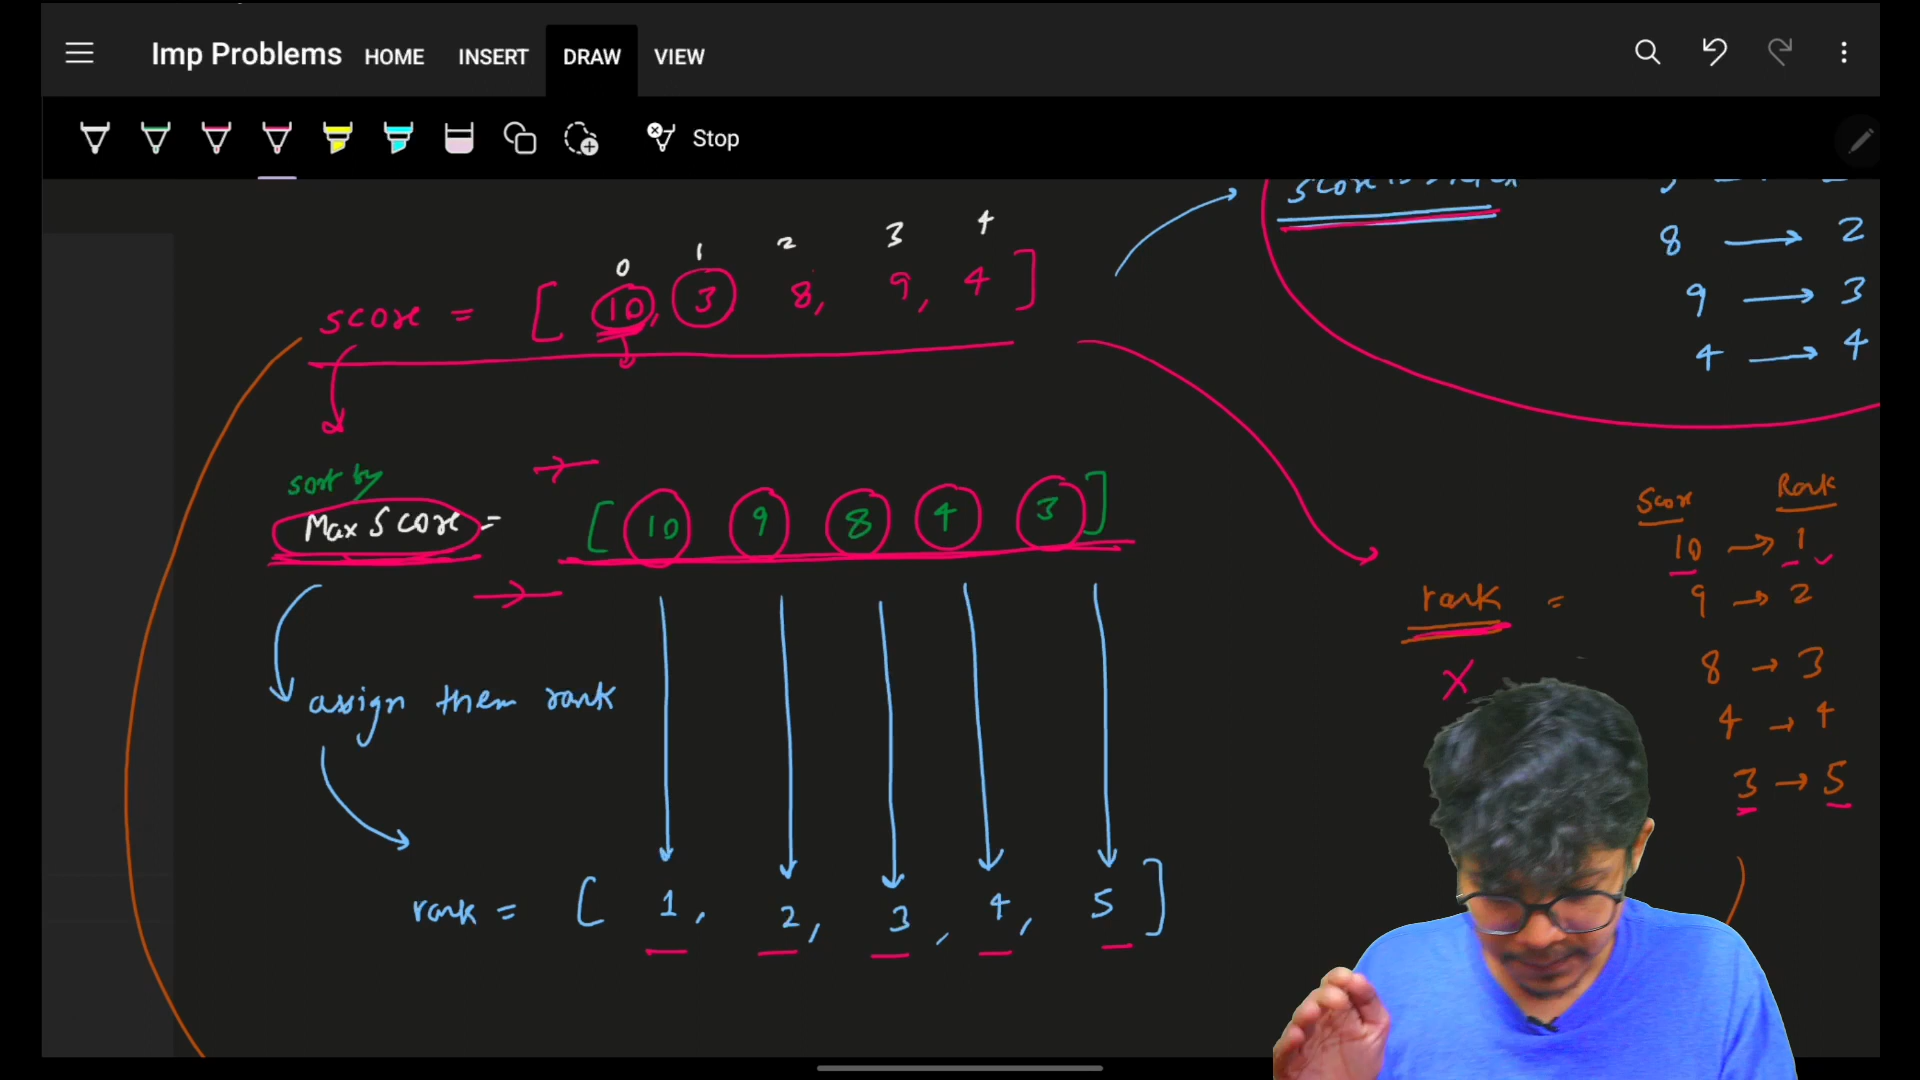 Imp Problems HOME INSERT DRAW VIEW
Stop
0 1 2 3 4
score = [ 10, 3 8, 9, 4 ]
8 → 2
9 → 3
4 → 4
sort by
Max Score = [ 10 9 8 4 3 ]
assign them rank
rank = [ 1, 2, 3, 4, 5 ]
Score Rank
rank =
10 → 1
9 → 2
8 → 3
4 → 4
3 → 5
X